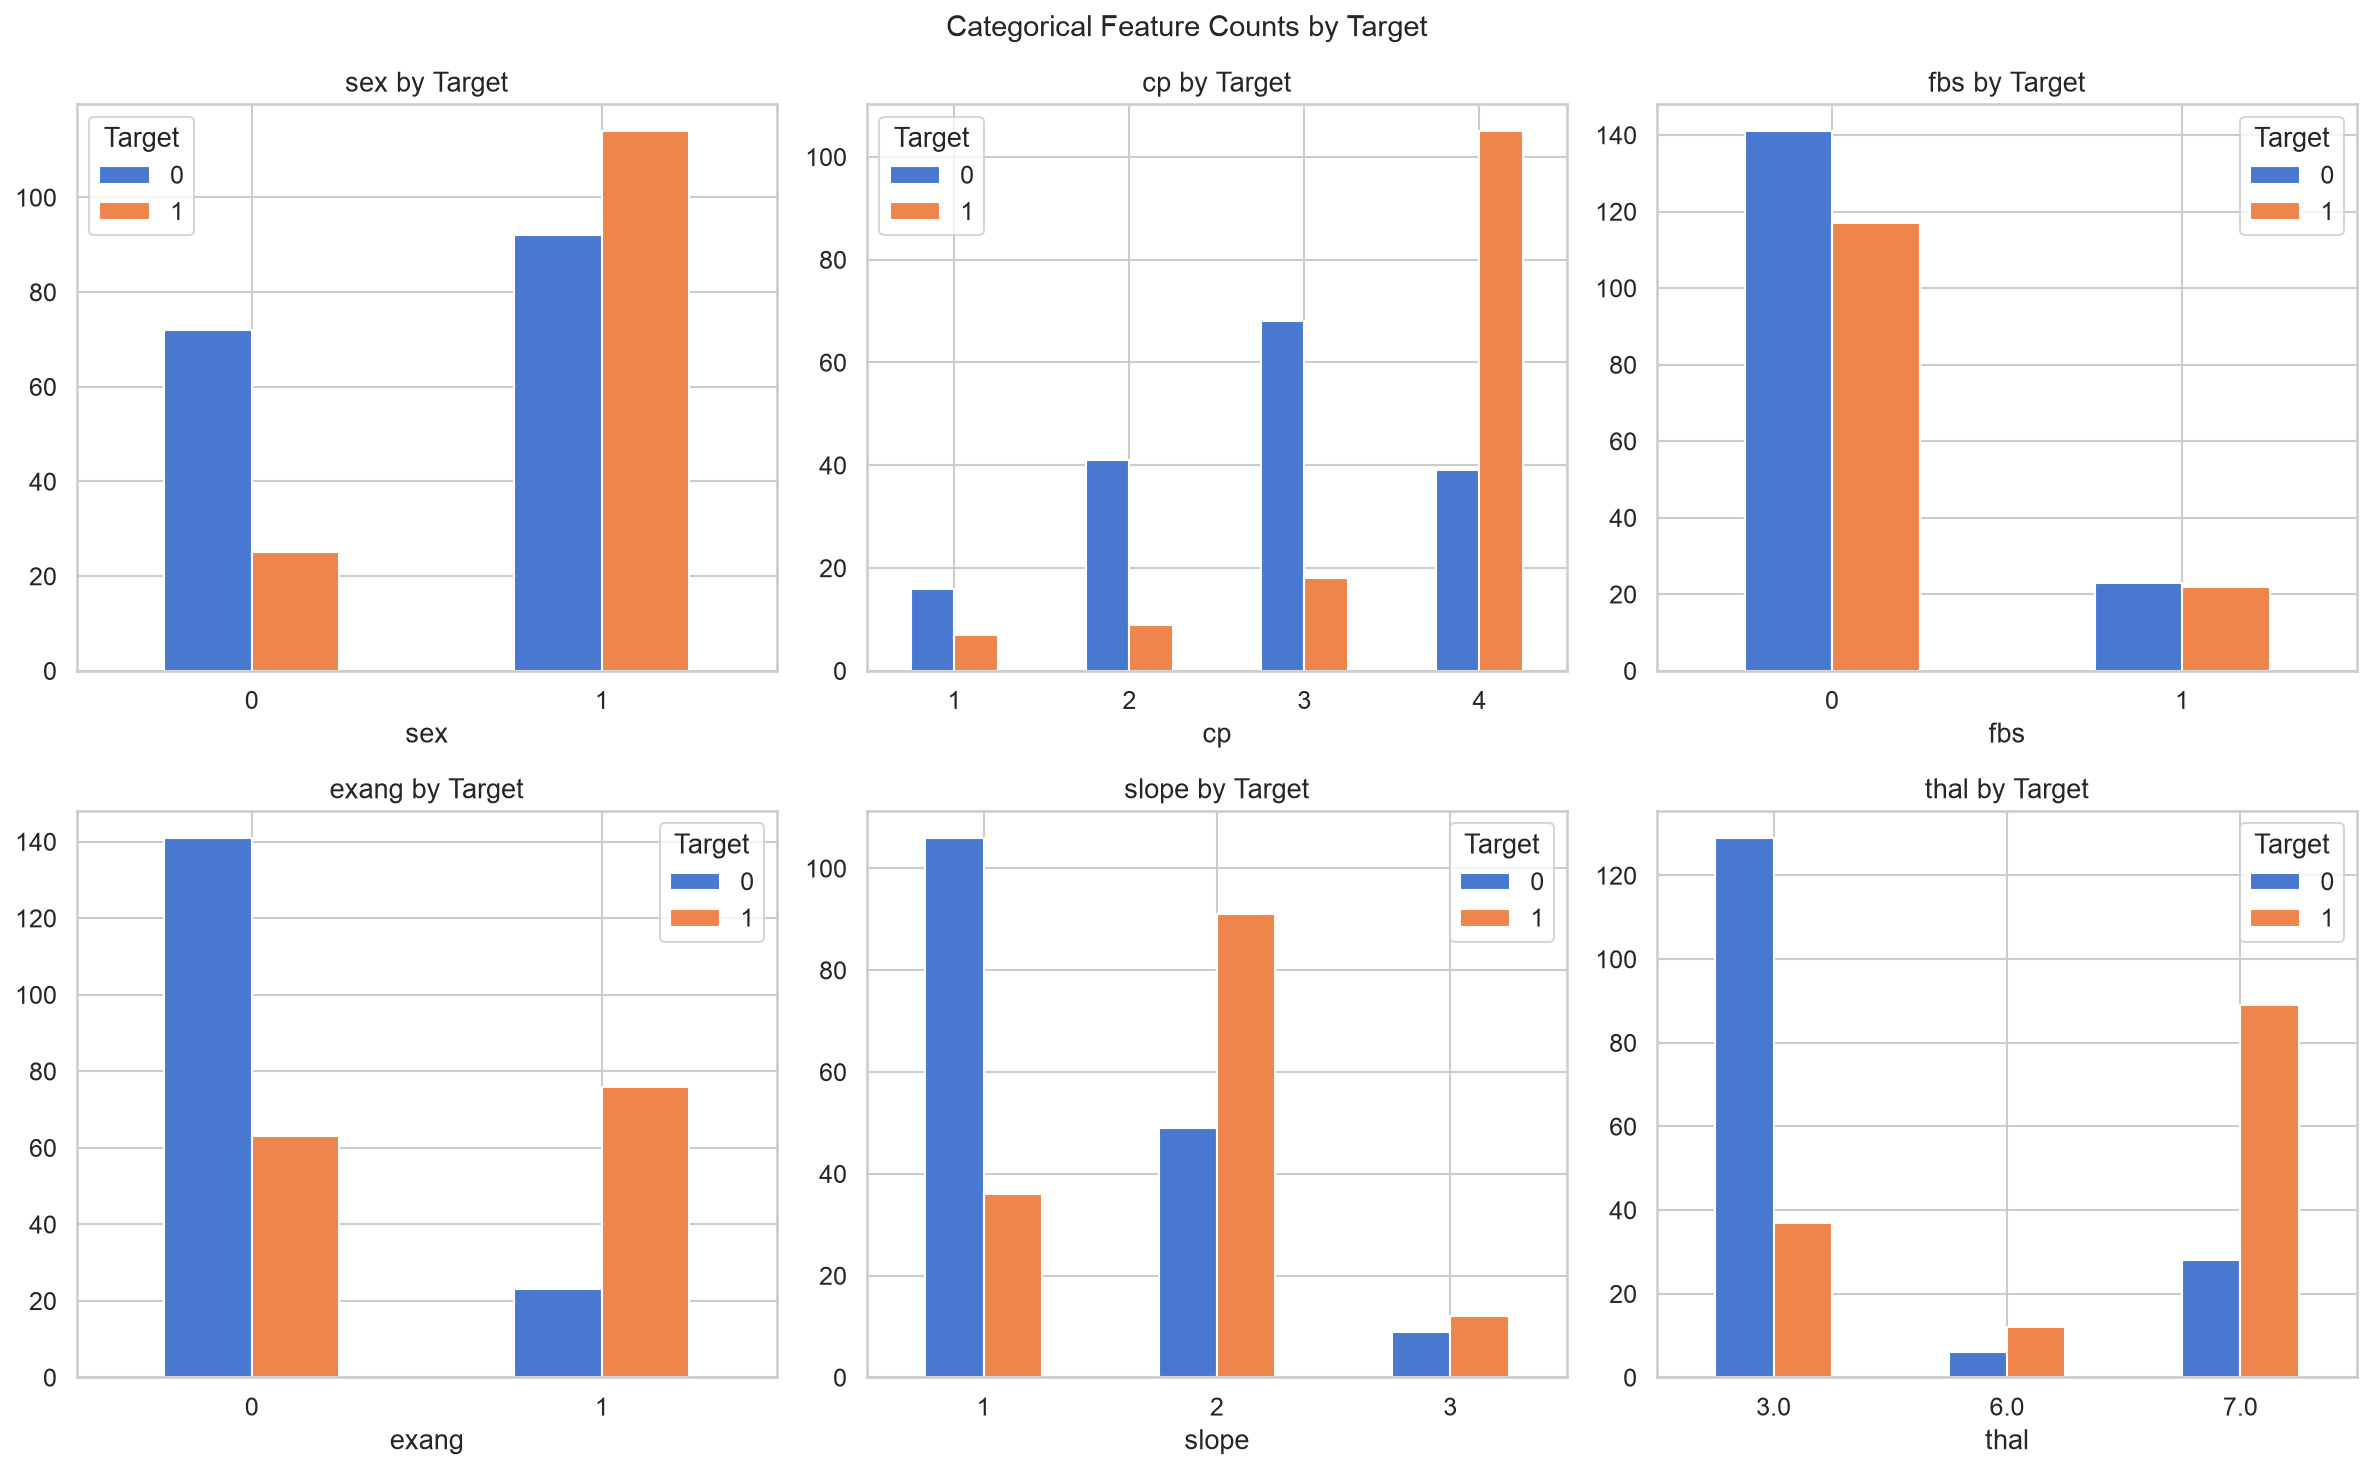 Categorical Feature Counts by Target
sex by Target
Target
0
1
100
80
60
40
20
0
0 1
sex
cp by Target
Target
0
1
100
80
60
40
20
0
1 2 3 4
cp
fbs by Target
Target
0
1
140
120
100
80
60
40
20
0
0 1
fbs
exang by Target
Target
0
1
140
120
100
80
60
40
20
0
0 1
exang
slope by Target
Target
0
1
100
80
60
40
20
0
1 2 3
slope
thal by Target
Target
0
1
120
100
80
60
40
20
0
3.0 6.0 7.0
thal